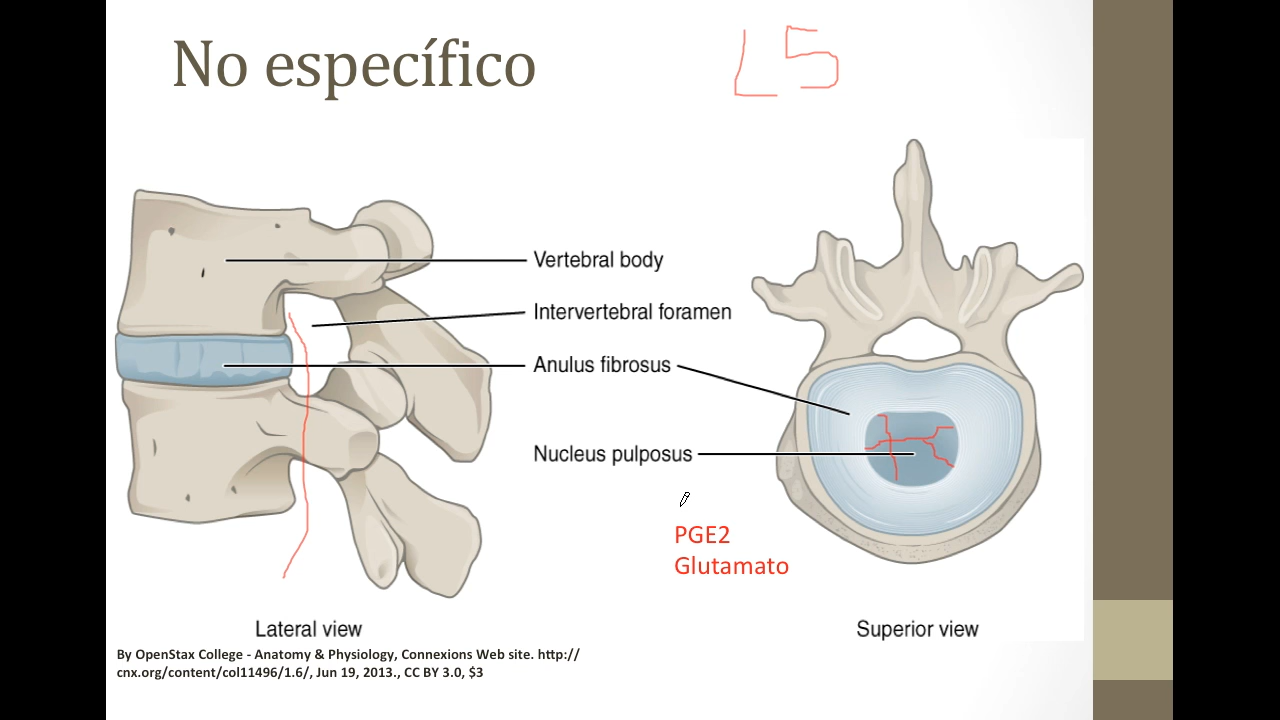 No específico
L5
Vertebral body
Intervertebral foramen
Anulus fibrosus
Nucleus pulposus
PGE2
Glutamato
Lateral view
Superior view
By OpenStax College - Anatomy & Physiology, Connexions Web site. http://
cnx.org/content/col11496/1.6/, Jun 19, 2013., CC BY 3.0, $3